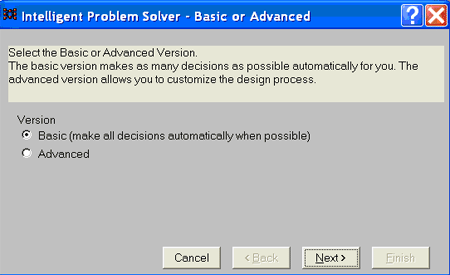 Intelligent Problem Solver - Basic or Advanced
Select the Basic or Advanced Version.
The basic version makes as many decisions as possible automatically for you. The
advanced version allows you to customize the design process.
Version
Basic (make all decisions automatically when possible)
Advanced
Cancel < Back Next > Finish